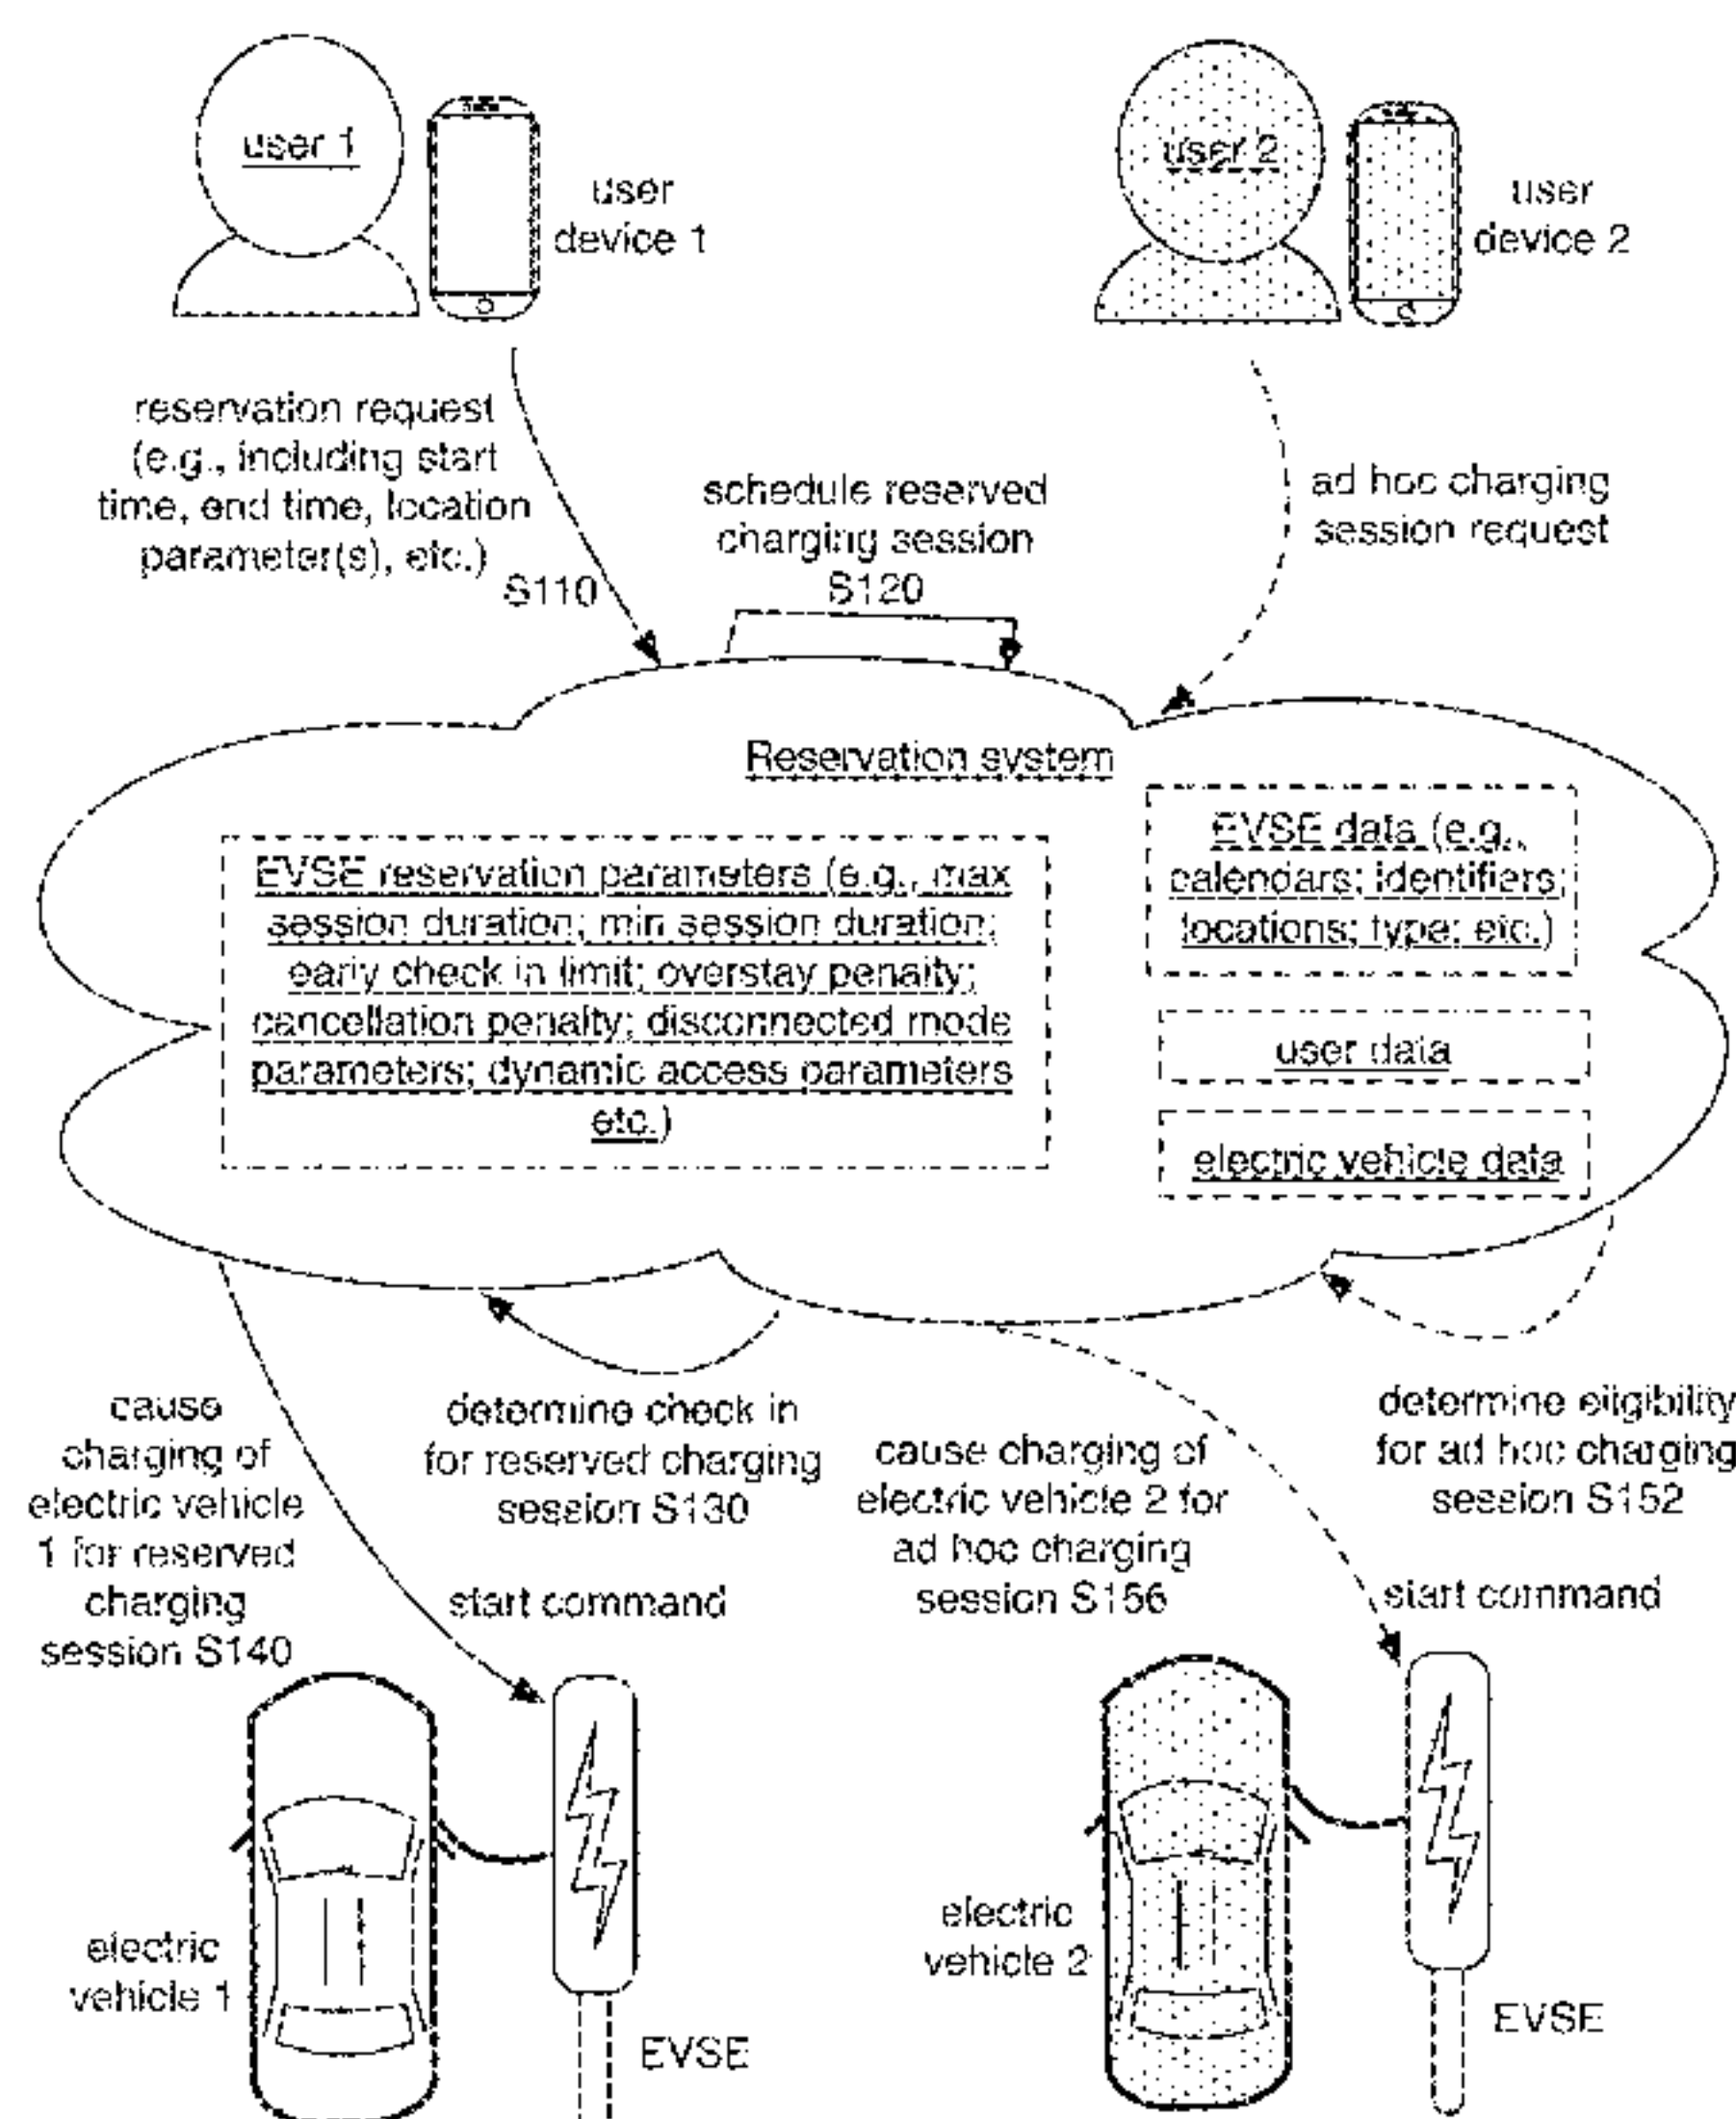 user 1
user
device 1
user 2
user
device 2
reservation request
(e.g., including start
time, end time, location
parameter(s), etc.)
S110
schedule reserved
charging session
S120
ad hoc charging
session request
Reservation system
EVSE reservation parameters (e.g., max
session duration; min session duration;
early check in limit; overstay penalty;
cancellation penalty; disconnected mode
parameters; dynamic access parameters
etc.)
EVSE data (e.g.,
calendars; identifiers;
locations; type; etc.)
user data
electric vehicle data
cause
charging of
electric vehicle
1 for reserved
charging
session S140
determine check in
for reserved charging
session S130
start command
cause charging of
electric vehicle 2 for
ad hoc charging
session S156
determine eligibility
for ad hoc charging
session S152
start command
electric
vehicle 1
EVSE
electric
vehicle 2
EVSE